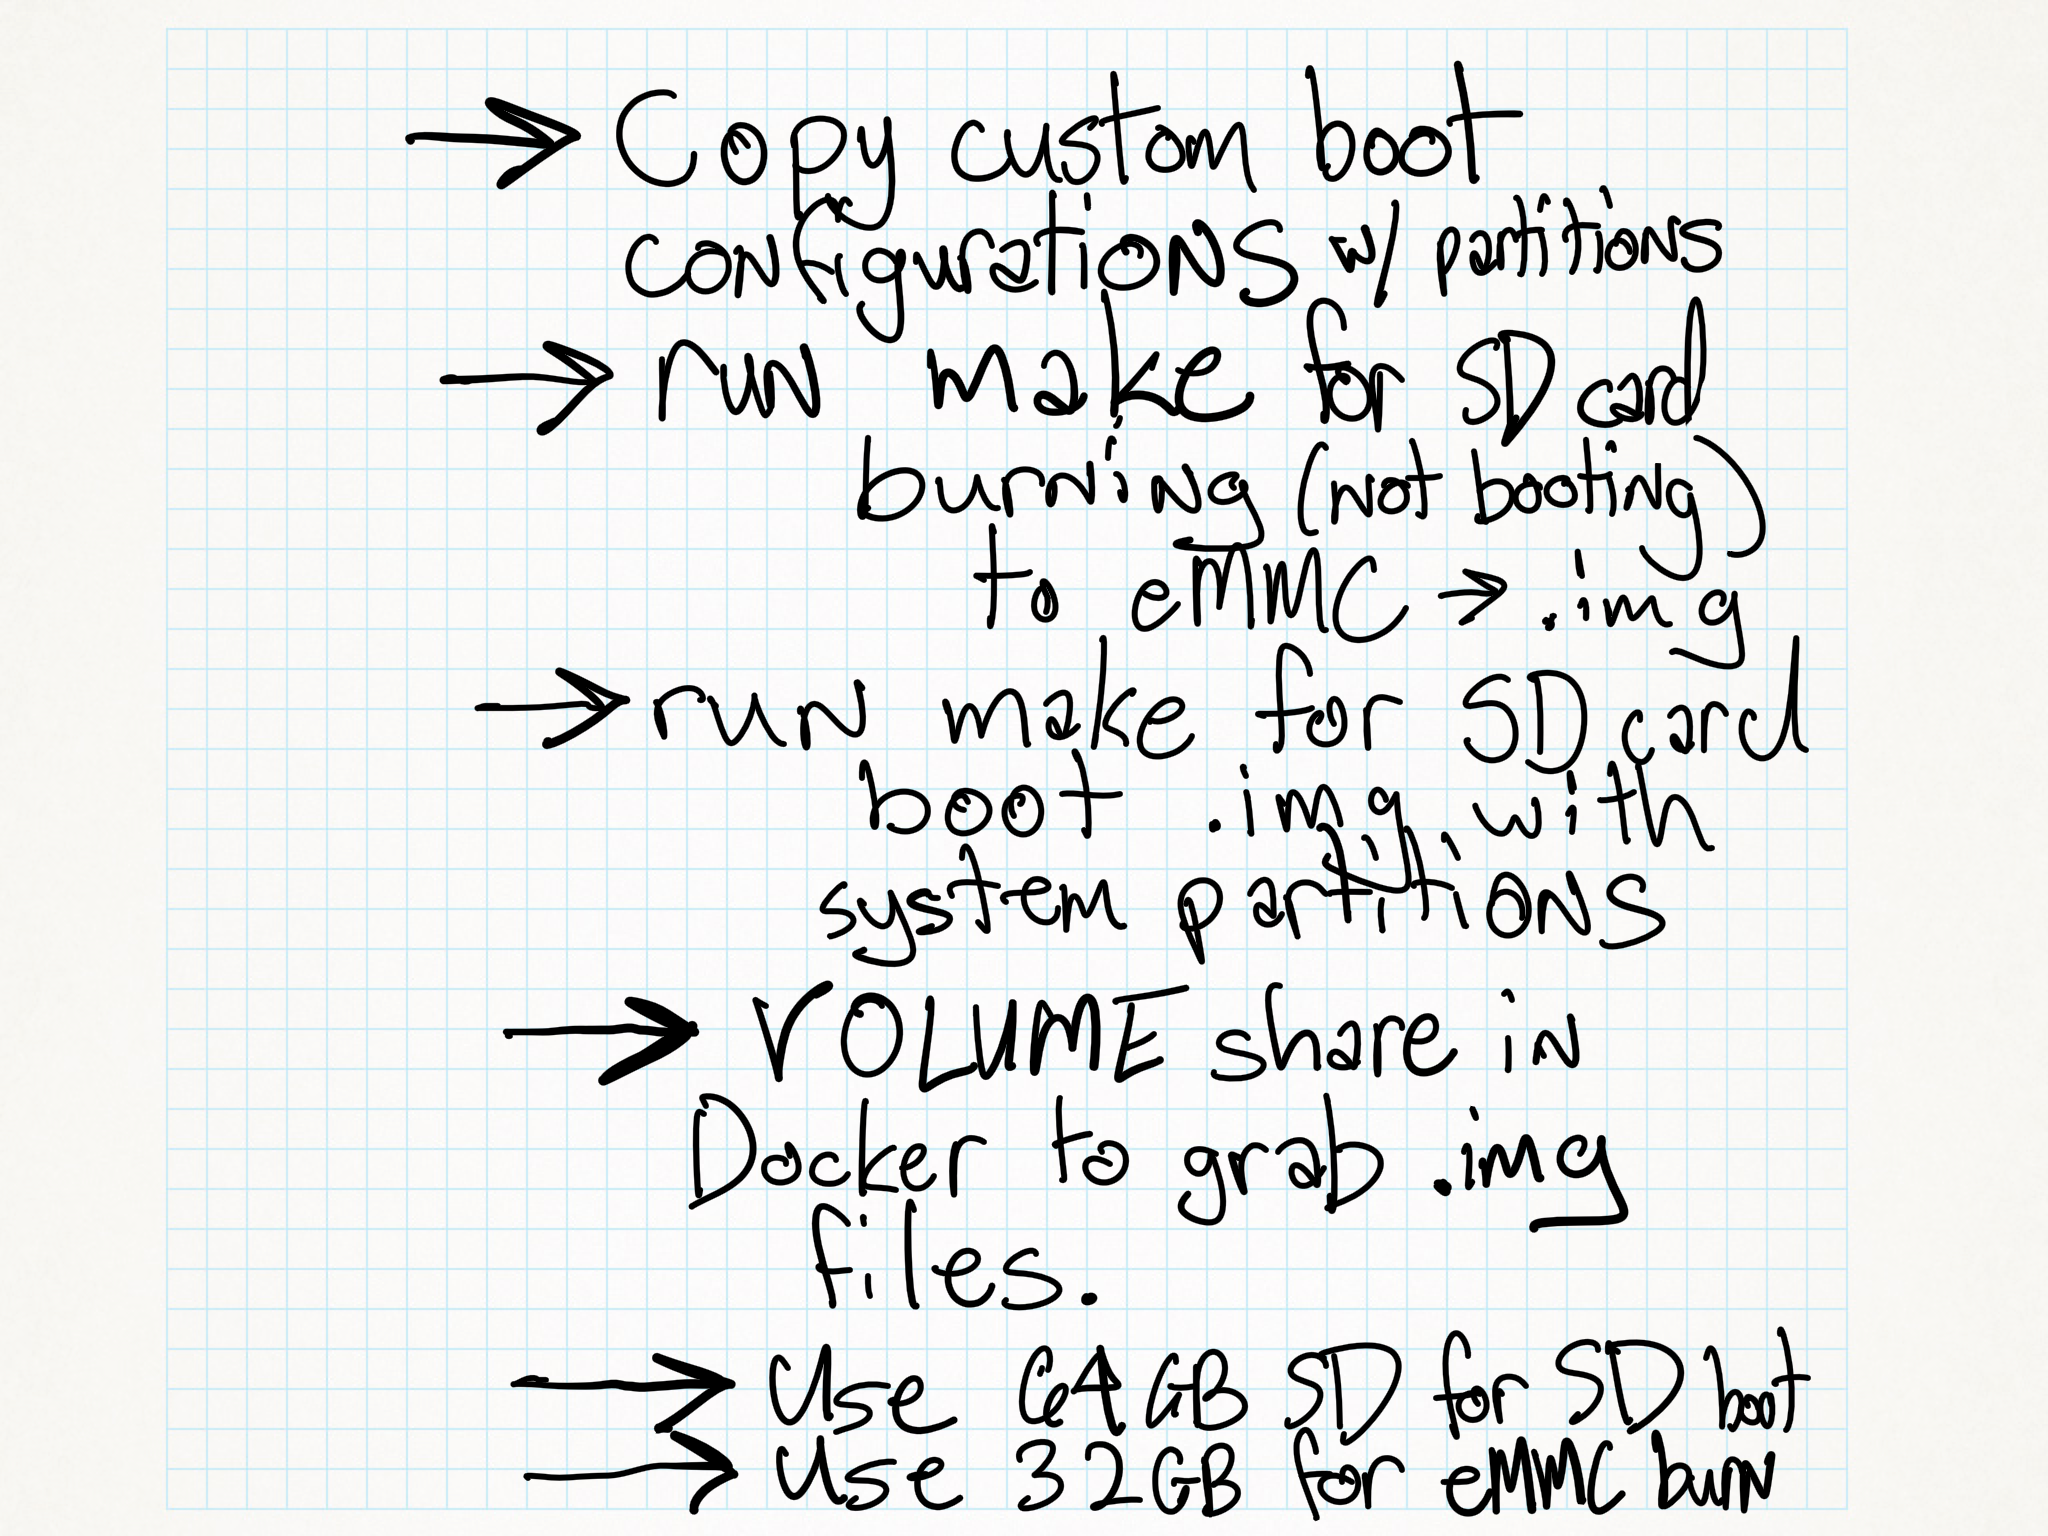 → Copy custom boot
configurations w/ partitions
→ run make for SD card
burning (not booting)
to eMMC → .img
→ run make for SD card
boot .img with
system partitions
→ VOLUME share in
Docker to grab .img
files.
→ Use 64GB SD for SD boot
→ Use 32GB for eMMC burn